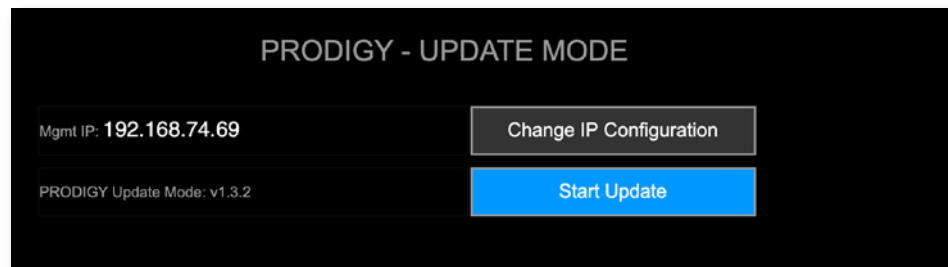 PRODIGY - UPDATE MODE
Mgmt IP: 192.168.74.69
Change IP Configuration
PRODIGY Update Mode: v1.3.2
Start Update